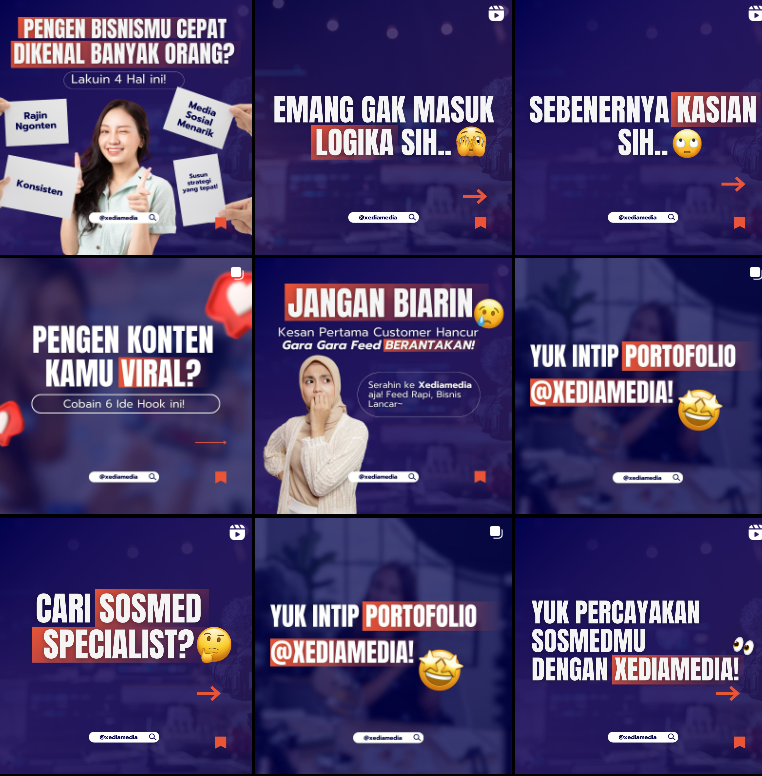 PENGEN BISNISMU CEPAT
DIKENAL BANYAK ORANG?
Lakuin 4 Hal ini!
Rajin
Ngonten
Media
Sosial
Menarik
Konsisten
Susun
strategi
yang tepat!
@xediamedia
EMANG GAK MASUK
LOGIKA SIH..
@xediamedia
SEBENERNYA KASIAN
SIH..
@xediamedia
PENGEN KONTEN
KAMU VIRAL?
Cobain 6 Ide Hook ini!
@xediamedia
JANGAN BIARIN
Kesan Pertama Customer Hancur
Gara Gara Feed BERANTAKAN!
Serahin ke Xediamedia
aja! Feed Rapi, Bisnis
Lancar~
@xediamedia
YUK INTIP PORTOFOLIO
@XEDIAMEDIA!
@xediamedia
CARI SOSMED
SPECIALIST?
@xediamedia
YUK INTIP PORTOFOLIO
@XEDIAMEDIA!
@xediamedia
YUK PERCAYAKAN
SOSMEDMU
DENGAN XEDIAMEDIA!
@xediamedia